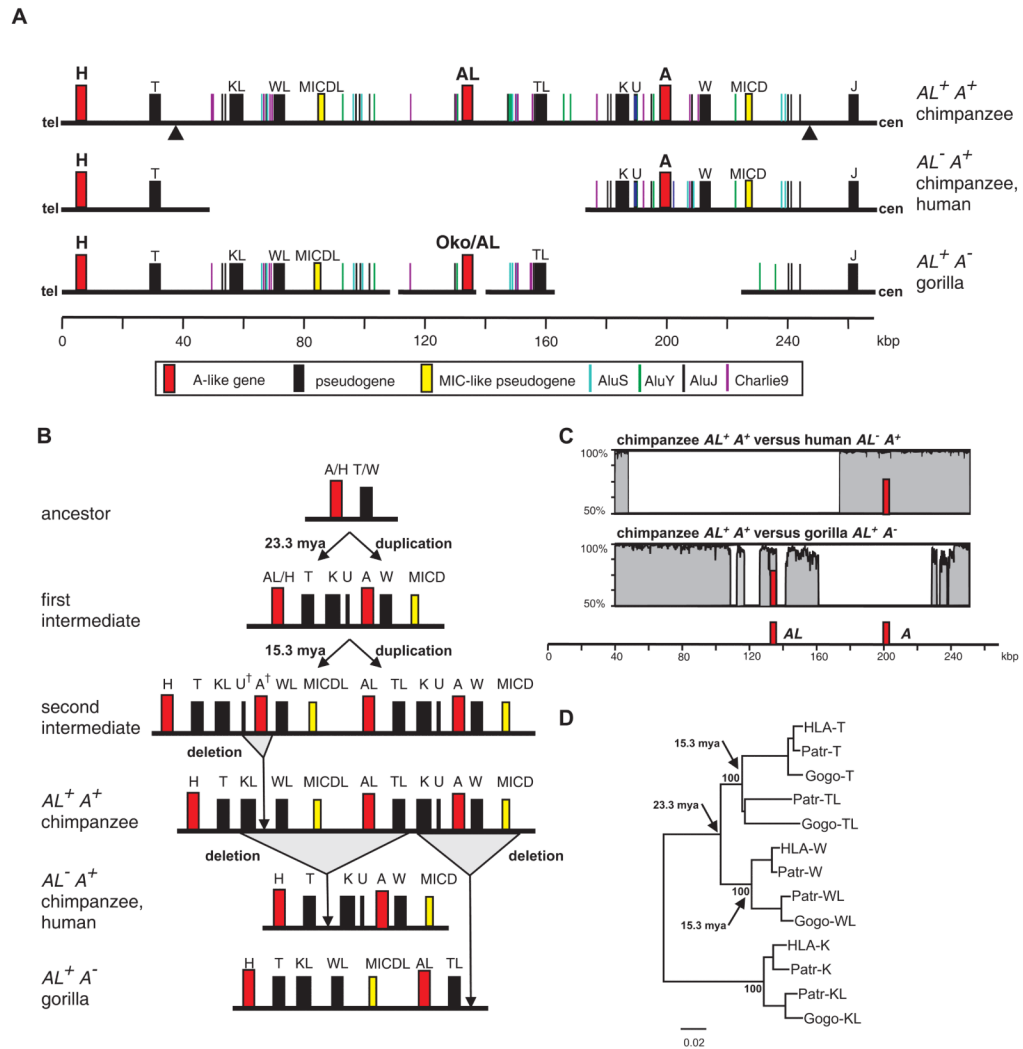 A
H T KL WL MICDL AL TL K U A W MICD J
tel cen
AL+ A+
chimpanzee
H T K U A W MICD J
tel cen
AL- A+
chimpanzee,
human
H T KL WL MICDL Oko/AL TL J
tel cen
AL+ A-
gorilla
0 40 80 120 160 200 240 kbp
A-like gene pseudogene MIC-like pseudogene AluS AluY AluJ Charlie9
B
A/H T/W
ancestor
23.3 mya duplication
AL/H T K U A W MICD
first
intermediate
15.3 mya duplication
H T KL U† A† WL MICDL AL TL K U A W MICD
second
intermediate
deletion
H T KL WL MICDL AL TL K U A W MICD
AL+ A+
chimpanzee
deletion deletion
H T K U A W MICD
AL- A+
chimpanzee,
human
H T KL WL MICDL AL TL
AL+ A-
gorilla
C
chimpanzee AL+ A+ versus human AL- A+
100%
50%
chimpanzee AL+ A+ versus gorilla AL+ A-
100%
50%
AL A
0 40 80 120 160 200 240 kbp
D
HLA-T
15.3 mya
Patr-T
100
Gogo-T
23.3 mya
Patr-TL
Gogo-TL
HLA-W
Patr-W
100
Patr-WL
15.3 mya
Gogo-WL
HLA-K
Patr-K
100
Patr-KL
Gogo-KL
0.02